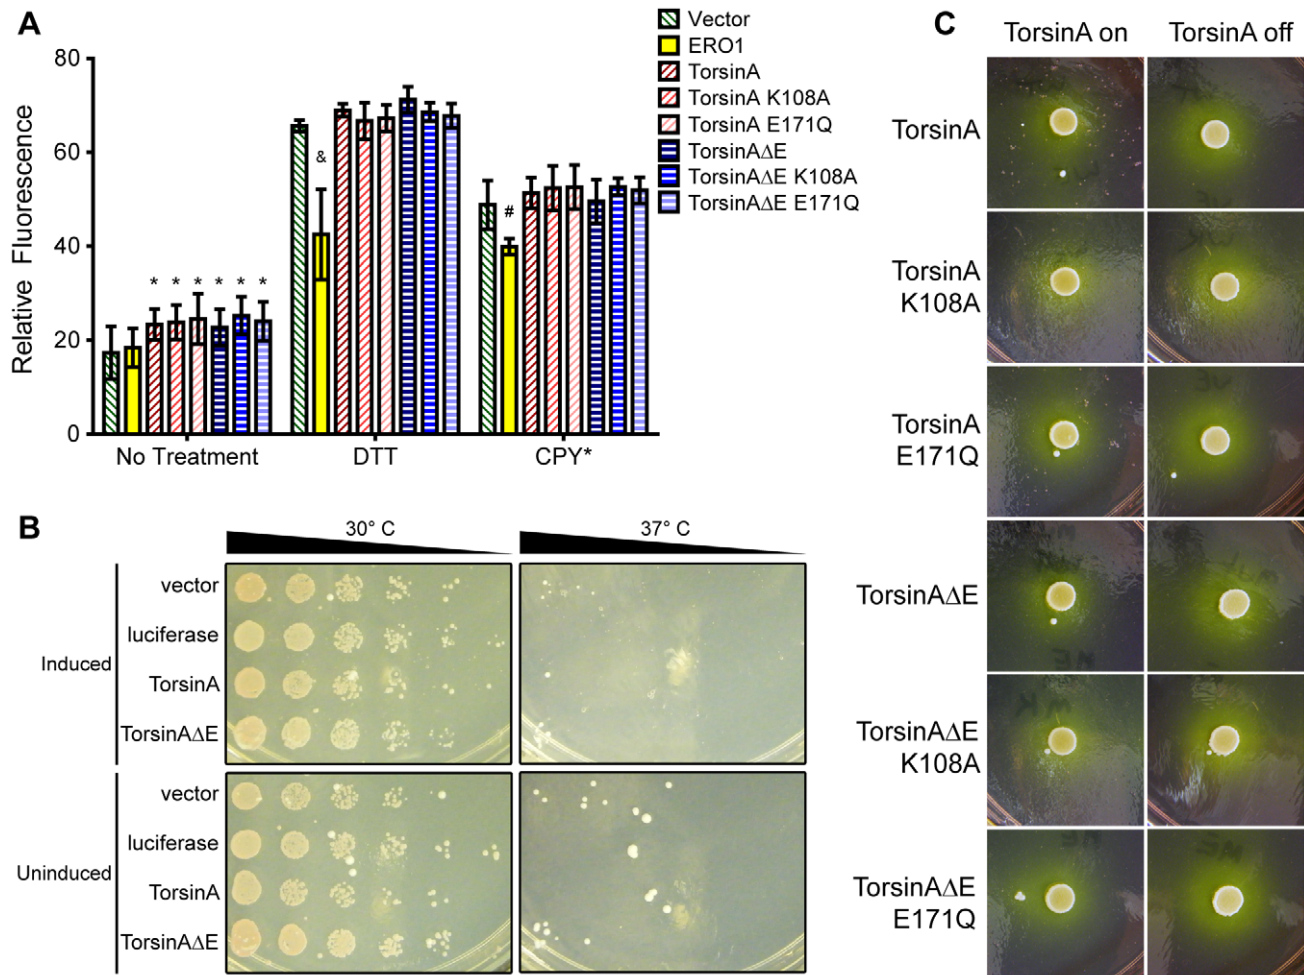 A
Relative Fluorescence
80
60
40
20
0
* * * * * *
&
#
No Treatment
DTT
CPY*
Vector
ERO1
TorsinA
TorsinA K108A
TorsinA E171Q
TorsinAΔE
TorsinAΔE K108A
TorsinAΔE E171Q
B
30° C
37° C
Induced
vector
luciferase
TorsinA
TorsinAΔE
Uninduced
vector
luciferase
TorsinA
TorsinAΔE
C
TorsinA on
TorsinA off
TorsinA
TorsinA
K108A
TorsinA
E171Q
TorsinAΔE
TorsinAΔE
K108A
TorsinAΔE
E171Q